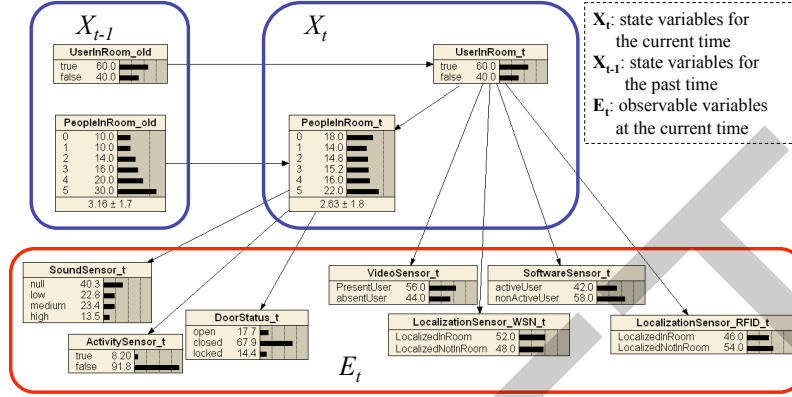 X_{t-1}
X_t
X_t: state variables for
the current time
X_{t-1}: state variables for
the past time
E_t: observable variables
at the current time
UserInRoom_old
true 60.0
false 40.0
UserInRoom_t
true 60.0
false 40.0
PeopleInRoom_old
0 10.0
1 10.0
2 14.0
3 16.0
4 20.0
5 30.0
3.16 ± 1.7
PeopleInRoom_t
0 18.0
1 14.0
2 14.8
3 15.2
4 16.0
5 22.0
2.63 ± 1.8
SoundSensor_t
null 40.3
low 22.8
medium 23.4
high 13.5
ActivitySensor_t
true 8.20
false 91.8
DoorStatus_t
open 17.7
closed 67.9
locked 14.4
VideoSensor_t
PresentUser 56.0
absentUser 44.0
SoftwareSensor_t
activeUser 42.0
nonActiveUser 58.0
LocalizationSensor_WSN_t
LocalizedInRoom 52.0
LocalizedNotInRoom 48.0
LocalizationSensor_RFID_t
LocalizedInRoom 46.0
LocalizedNotInRoom 54.0
E_t